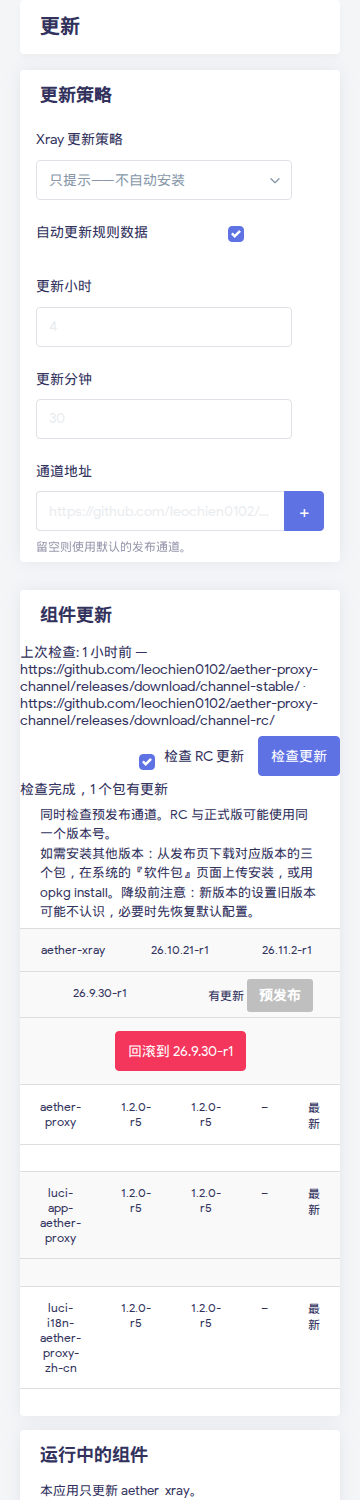 更新
更新策略
Xray 更新策略
只提示——不自动安装
自动更新规则数据
更新小时
4
更新分钟
30
通道地址
https://github.com/leochien0102/...
+
留空则使用默认的发布通道。
组件更新
上次检查: 1 小时前 —
https://github.com/leochien0102/aether-proxy-
channel/releases/download/channel-stable/ ·
https://github.com/leochien0102/aether-proxy-
channel/releases/download/channel-rc/
检查 RC 更新 检查更新
检查完成，1 个包有更新
同时检查预发布通道。RC 与正式版可能使用同
一个版本号。
如需安装其他版本：从发布页下载对应版本的三
个包，在系统的『软件包』页面上传安装，或用
opkg install。降级前注意：新版本的设置旧版本
可能不认识，必要时先恢复默认配置。
aether-xray 26.10.21-r1 26.11.2-r1
26.9.30-r1 有更新 预发布
回滚到 26.9.30-r1
aether- 1.2.0- 1.2.0- – 最
proxy r5 r5 新
luci- 1.2.0- 1.2.0- – 最
app- r5 r5 新
aether-
proxy
luci- 1.2.0- 1.2.0- – 最
i18n- r5 r5 新
aether-
proxy-
zh-cn
运行中的组件
本应用只更新 aether xray。